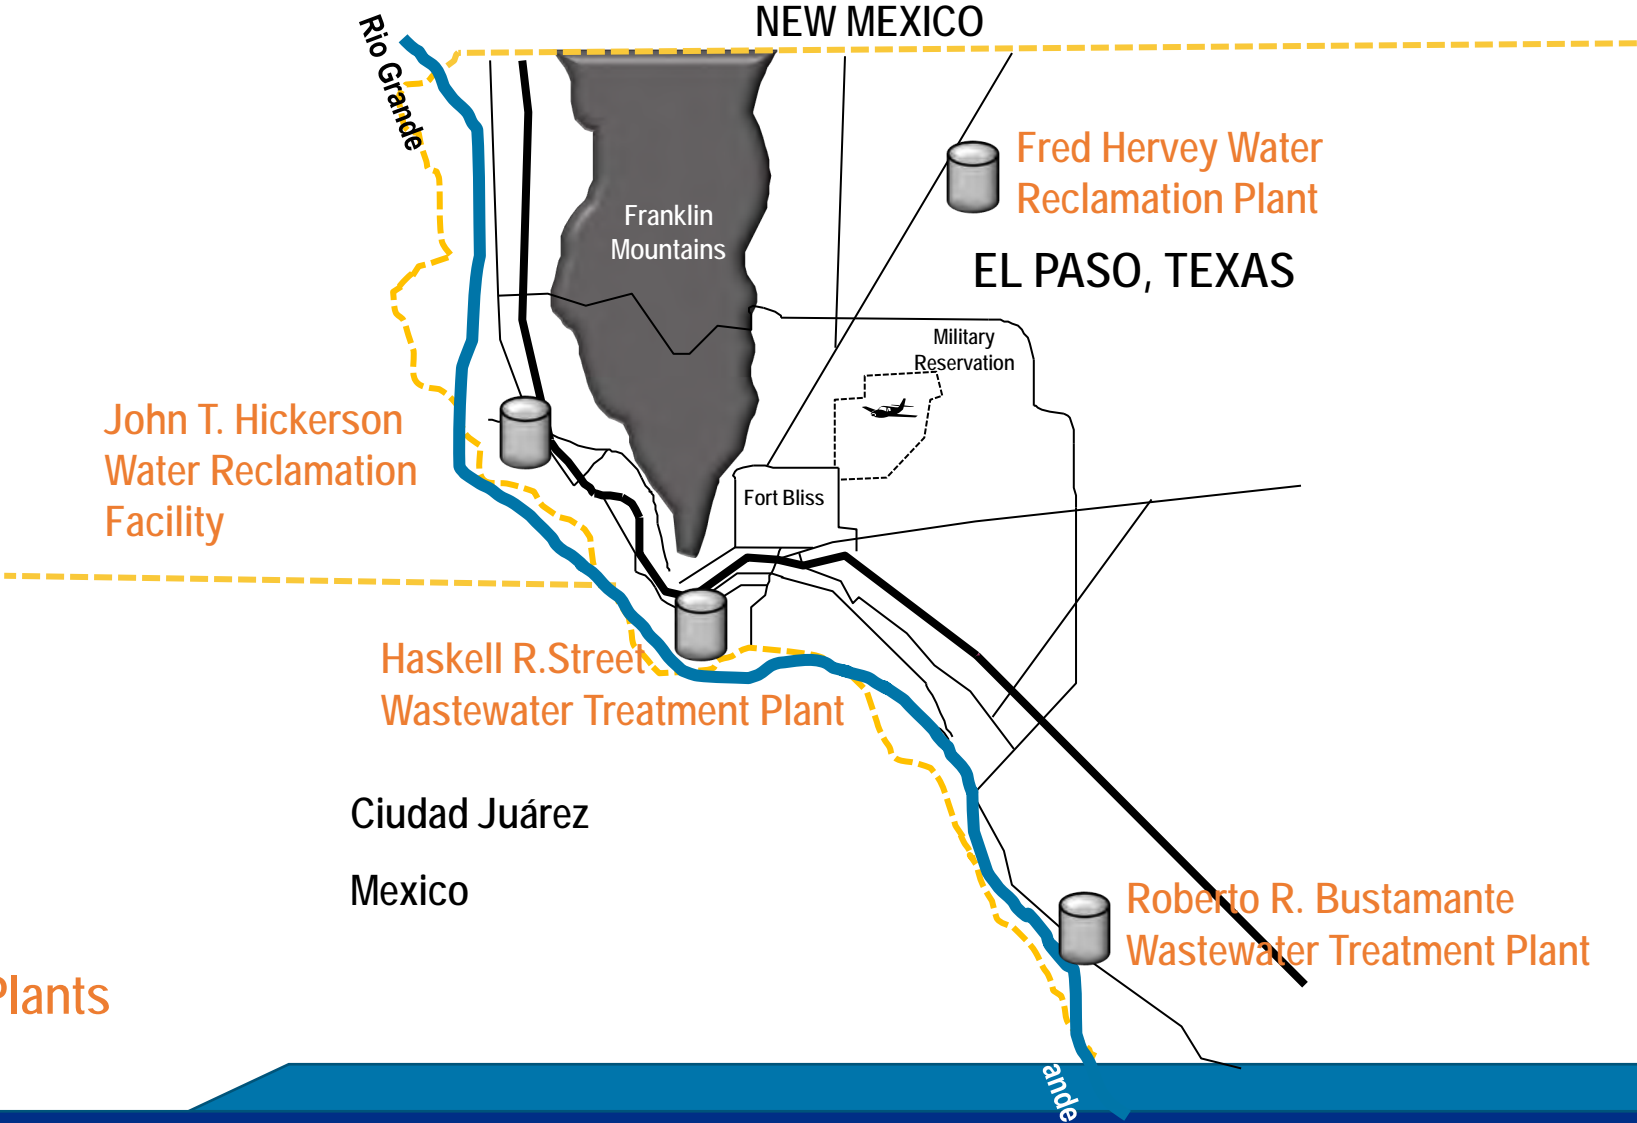 NEW MEXICO
Rio Grande
Fred Hervey Water
Reclamation Plant
Franklin
Mountains
EL PASO, TEXAS
Military
Reservation
John T. Hickerson
Water Reclamation
Facility
Fort Bliss
Haskell R.Street
Wastewater Treatment Plant
Ciudad Juárez
Mexico
Roberto R. Bustamante
Wastewater Treatment Plant
Plants
ande